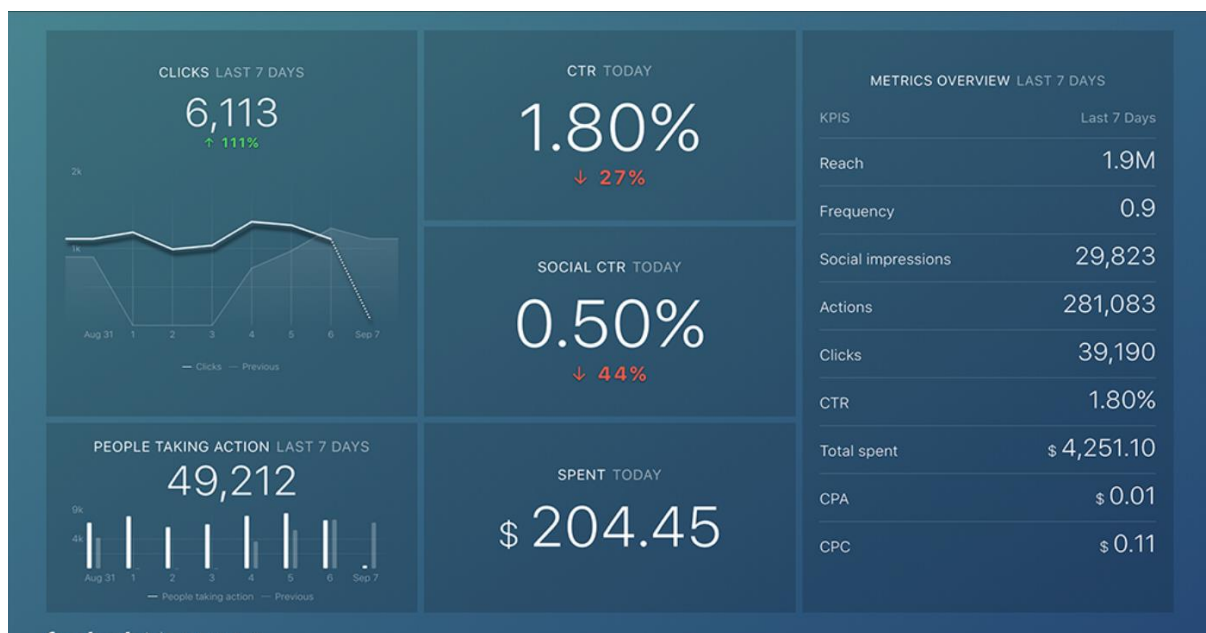 CLICKS LAST 7 DAYS
6,113
↑ 111%
2k
1k
Aug 31 1 2 3 4 5 6 Sep 7
— Clicks — Previous
PEOPLE TAKING ACTION LAST 7 DAYS
49,212
9k
4k
Aug 31 1 2 3 4 5 6 Sep 7
— People taking action — Previous
CTR TODAY
1.80%
↓ 27%
SOCIAL CTR TODAY
0.50%
↓ 44%
SPENT TODAY
$ 204.45
METRICS OVERVIEW LAST 7 DAYS
KPIS Last 7 Days
Reach 1.9M
Frequency 0.9
Social impressions 29,823
Actions 281,083
Clicks 39,190
CTR 1.80%
Total spent $ 4,251.10
CPA $ 0.01
CPC $ 0.11